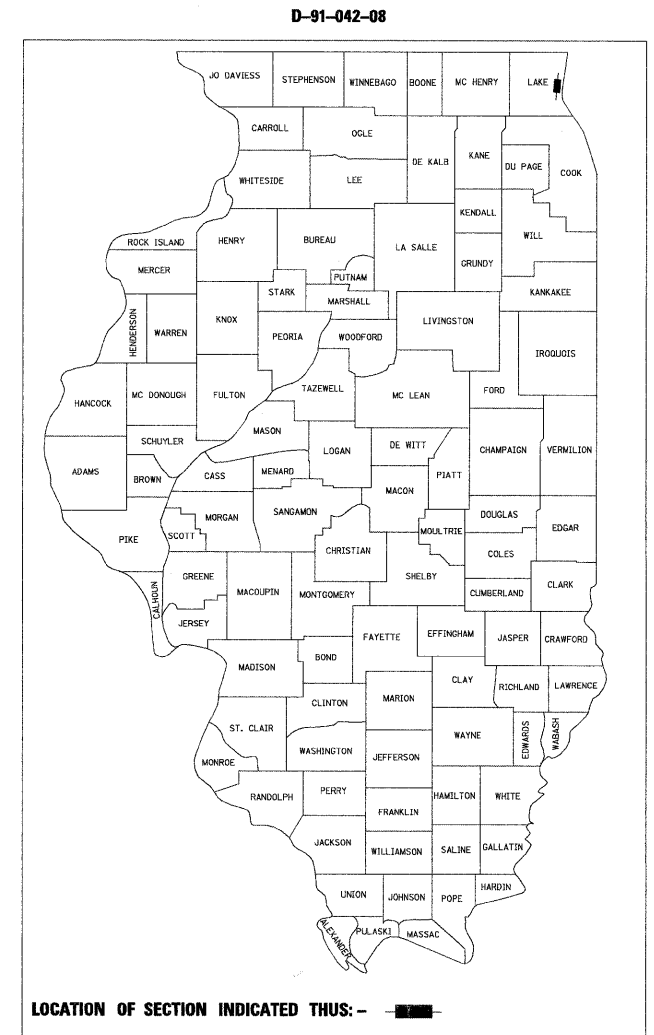 D-91-042-08
JO DAVIESS STEPHENSON WINNEBAGO BOONE MC HENRY LAKE
CARROLL OGLE
DE KALB KANE DU PAGE COOK
WHITESIDE LEE
KENDALL
ROCK ISLAND HENRY BUREAU LA SALLE WILL
GRUNDY
MERCER PUTNAM
STARK MARSHALL KANKAKEE
HENDERSON WARREN KNOX PEORIA WOODFORD LIVINGSTON IROQUOIS
HANCOCK MC DONOUGH FULTON TAZEWELL MC LEAN FORD
SCHUYLER MASON LOGAN DE WITT CHAMPAIGN VERMILION
ADAMS BROWN CASS MENARD PIATT
MACON
PIKE SCOTT MORGAN SANGAMON DOUGLAS EDGAR
CHRISTIAN MOULTRIE COLES
CALHOUN GREENE MACOUPIN MONTGOMERY SHELBY CUMBERLAND CLARK
JERSEY FAYETTE EFFINGHAM JASPER CRAWFORD
MADISON BOND
CLAY RICHLAND LAWRENCE
CLINTON MARION
ST. CLAIR WAYNE EDWARDS WABASH
MONROE WASHINGTON JEFFERSON
RANDOLPH PERRY HAMILTON WHITE
FRANKLIN
JACKSON WILLIAMSON SALINE GALLATIN
UNION JOHNSON POPE HARDIN
ALEXANDER PULASKI MASSAC
LOCATION OF SECTION INDICATED THUS: -